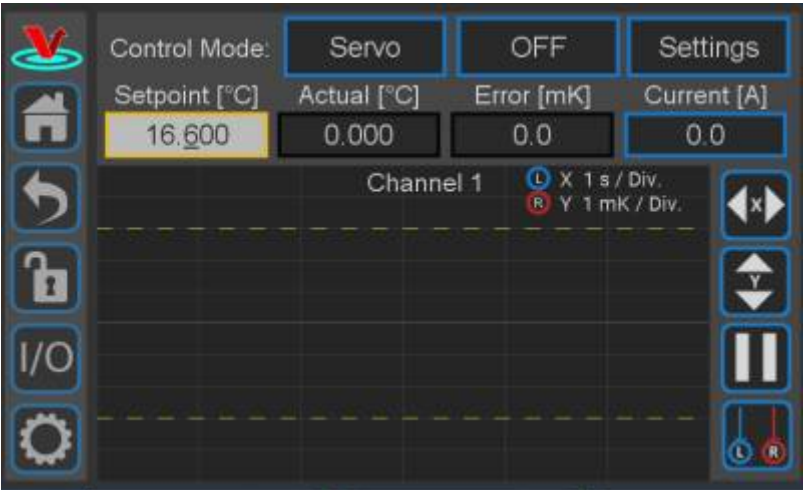 Control Mode: Servo OFF Settings
Setpoint [°C] Actual [°C] Error [mK] Current [A]
16.600 0.000 0.0 0.0
Channel 1
L X 1 s / Div.
R Y 1 mK / Div.
X
Y
I/O
L R